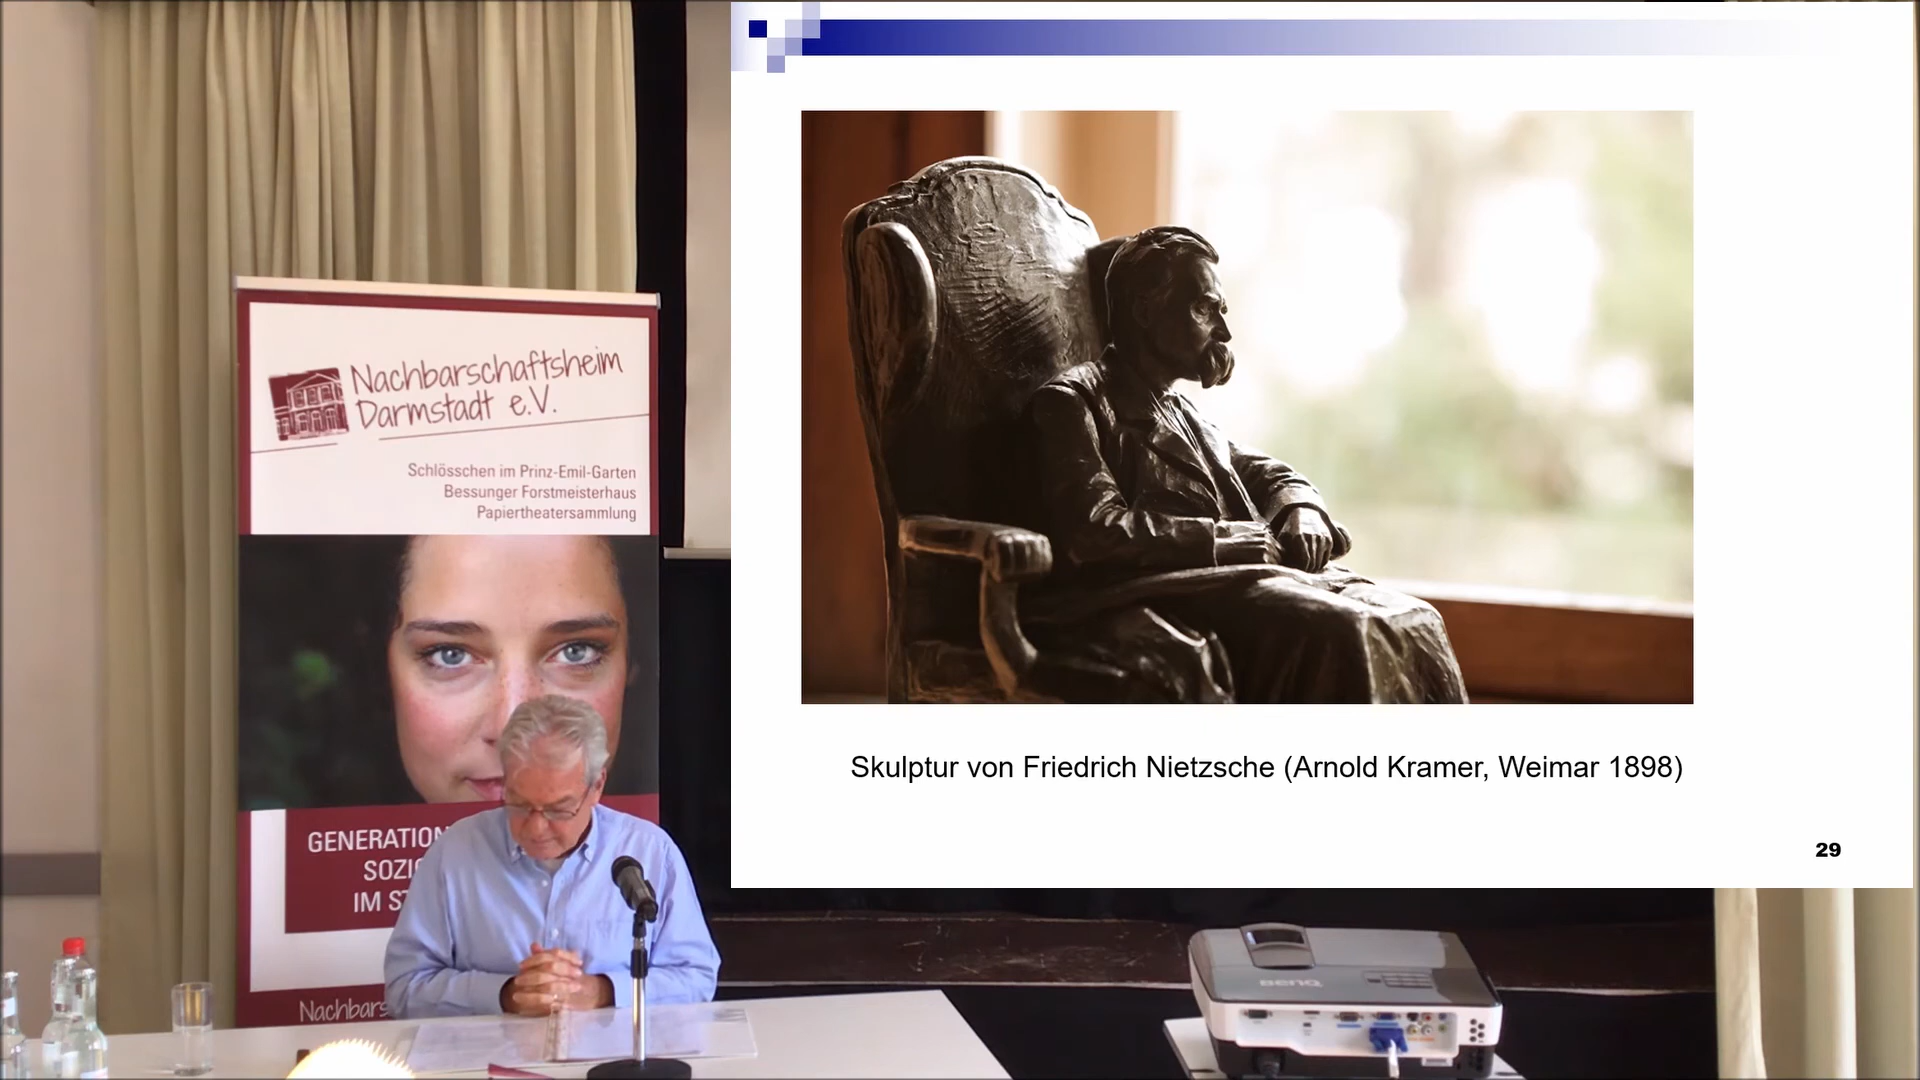 Nachbarschaftsheim
Darmstadt e.V.
Schlösschen im Prinz-Emil-Garten
Bessunger Forstmeisterhaus
Papiertheatersammlung
GENERATION
SOZI
IM ST
Nachbars
Skulptur von Friedrich Nietzsche (Arnold Kramer, Weimar 1898)
29
BenQ